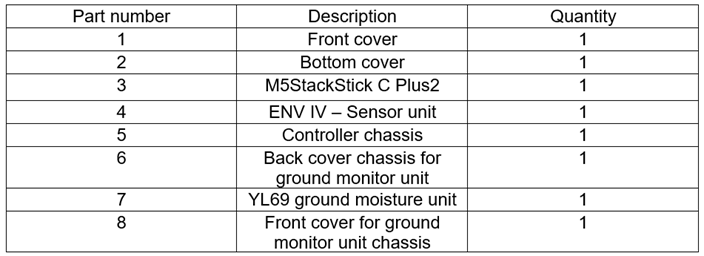 Part number Description Quantity
1 Front cover 1
2 Bottom cover 1
3 M5StackStick C Plus2 1
4 ENV IV – Sensor unit 1
5 Controller chassis 1
6 Back cover chassis for 1
ground monitor unit
7 YL69 ground moisture unit 1
8 Front cover for ground 1
monitor unit chassis